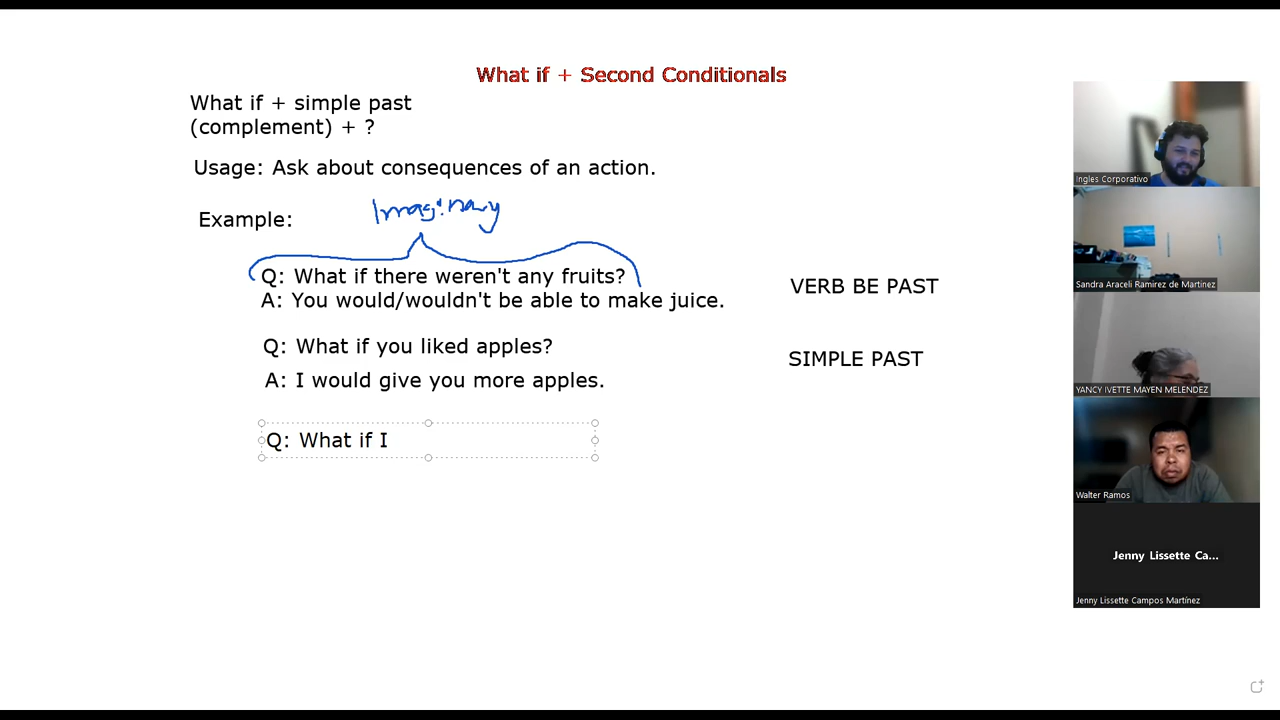 What if + Second Conditionals
What if + simple past
(complement) + ?
Usage: Ask about consequences of an action.
Example:
Imaginary
Q: What if there weren't any fruits?
A: You would/wouldn't be able to make juice.
VERB BE PAST
Q: What if you liked apples?
SIMPLE PAST
A: I would give you more apples.
Q: What if I
Ingles Corporativo
Sandra Araceli Ramirez de Martinez
YANCY IVETTE MAYEN MELENDEZ
Walter Ramos
Jenny Lissette Ca...
Jenny Lissette Campos Martínez